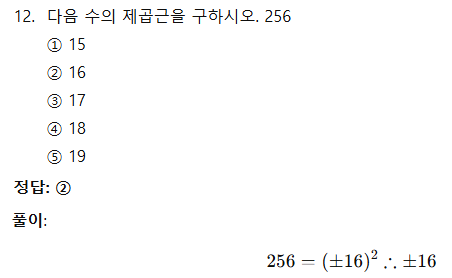 12. 다음 수의 제곱근을 구하시오. 256
① 15
② 16
③ 17
④ 18
⑤ 19
정답: ②
풀이:
256 = (±16)² ∴ ±16